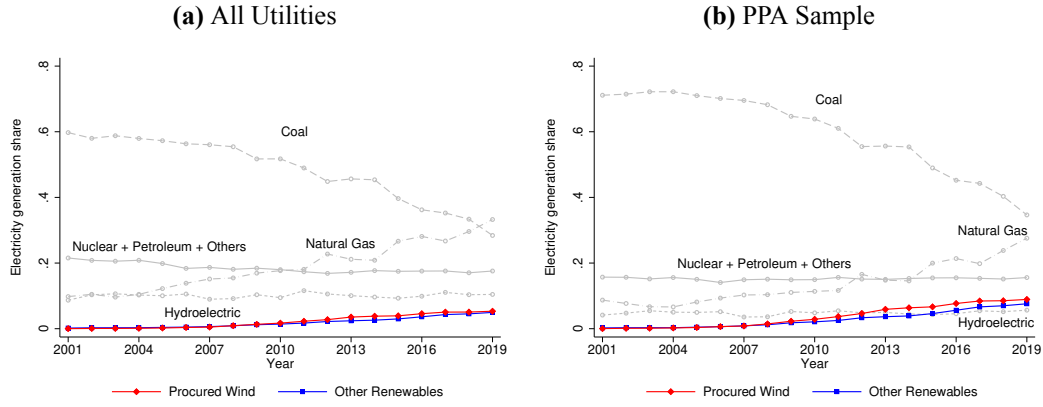 (a) All Utilities
.8
.6
.4
.2
0
Electricity generation share
Coal
Natural Gas
Nuclear + Petroleum + Others
Hydroelectric
2001 2004 2007 2010 2013 2016 2019
Year
Procured Wind Other Renewables
(b) PPA Sample
.8
.6
.4
.2
0
Electricity generation share
Coal
Natural Gas
Nuclear + Petroleum + Others
Hydroelectric
2001 2004 2007 2010 2013 2016 2019
Year
Procured Wind Other Renewables